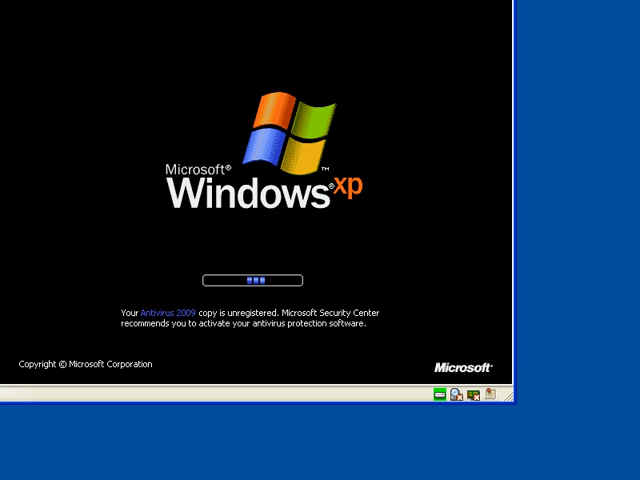 Microsoft®
Windows® xp ™
Your Antivirus 2009 copy is unregistered. Microsoft Security Center
recommends you to activate your antivirus protection software.
Copyright © Microsoft Corporation
Microsoft®